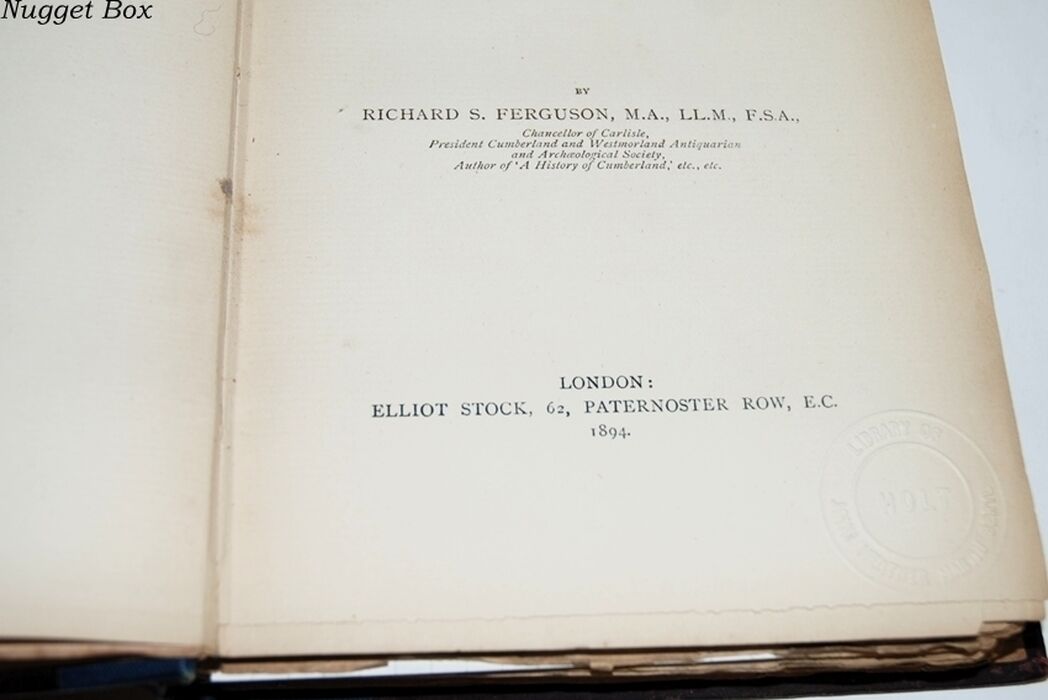 Nugget Box
BY
RICHARD S. FERGUSON, M.A., LL.M., F.S.A.,
Chancellor of Carlisle,
President Cumberland and Westmorland Antiquarian
and Archæological Society,
Author of 'A History of Cumberland,' etc., etc.
LONDON:
ELLIOT STOCK, 62, PATERNOSTER ROW, E.C.
1894.
LIBRARY OF
HOLT